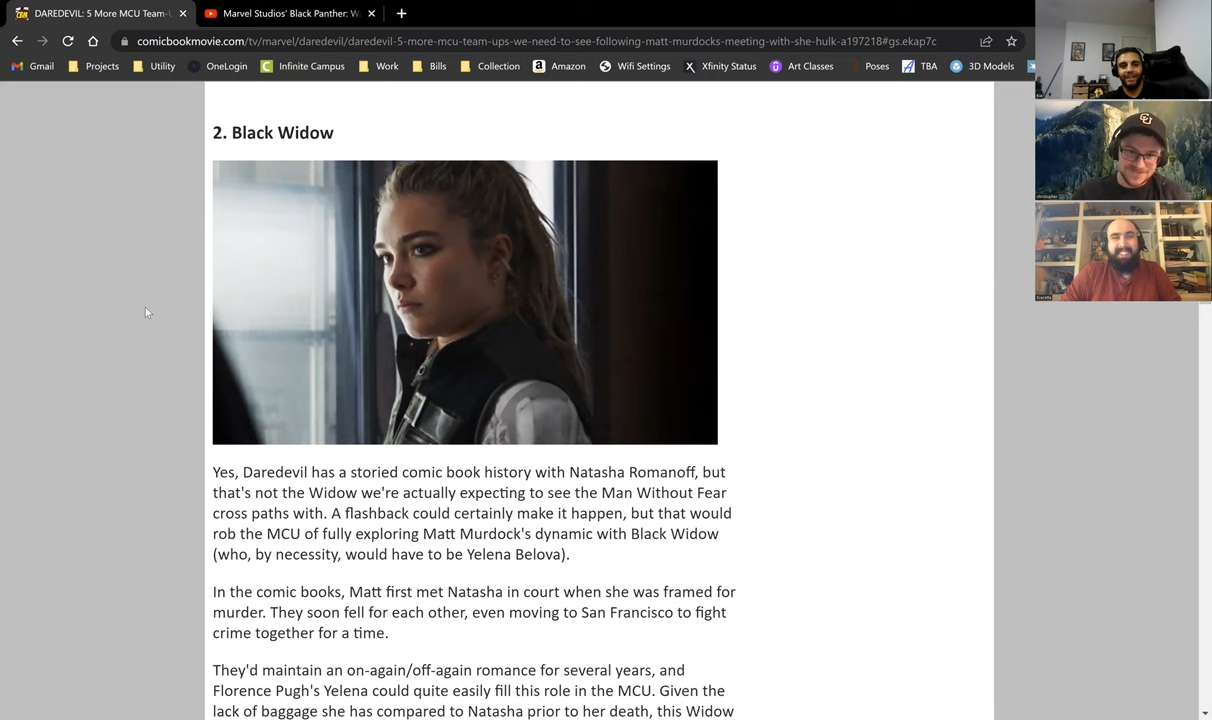 DAREDEVIL: 5 More MCU Team-U
Marvel Studios' Black Panther: W
comicbookmovie.com/tv/marvel/daredevil/daredevil-5-more-mcu-team-ups-we-need-to-see-following-matt-murdocks-meeting-with-she-hulk-a197218#gs.ekap7c
Gmail Projects Utility OneLogin Infinite Campus Work Bills Collection Amazon Wifi Settings Xfinity Status Art Classes Poses TBA 3D Models
2. Black Widow
Yes, Daredevil has a storied comic book history with Natasha Romanoff, but
that's not the Widow we're actually expecting to see the Man Without Fear
cross paths with. A flashback could certainly make it happen, but that would
rob the MCU of fully exploring Matt Murdock's dynamic with Black Widow
(who, by necessity, would have to be Yelena Belova).
In the comic books, Matt first met Natasha in court when she was framed for
murder. They soon fell for each other, even moving to San Francisco to fight
crime together for a time.
They'd maintain an on-again/off-again romance for several years, and
Florence Pugh's Yelena could quite easily fill this role in the MCU. Given the
lack of baggage she has compared to Natasha prior to her death, this Widow
CU
christopher